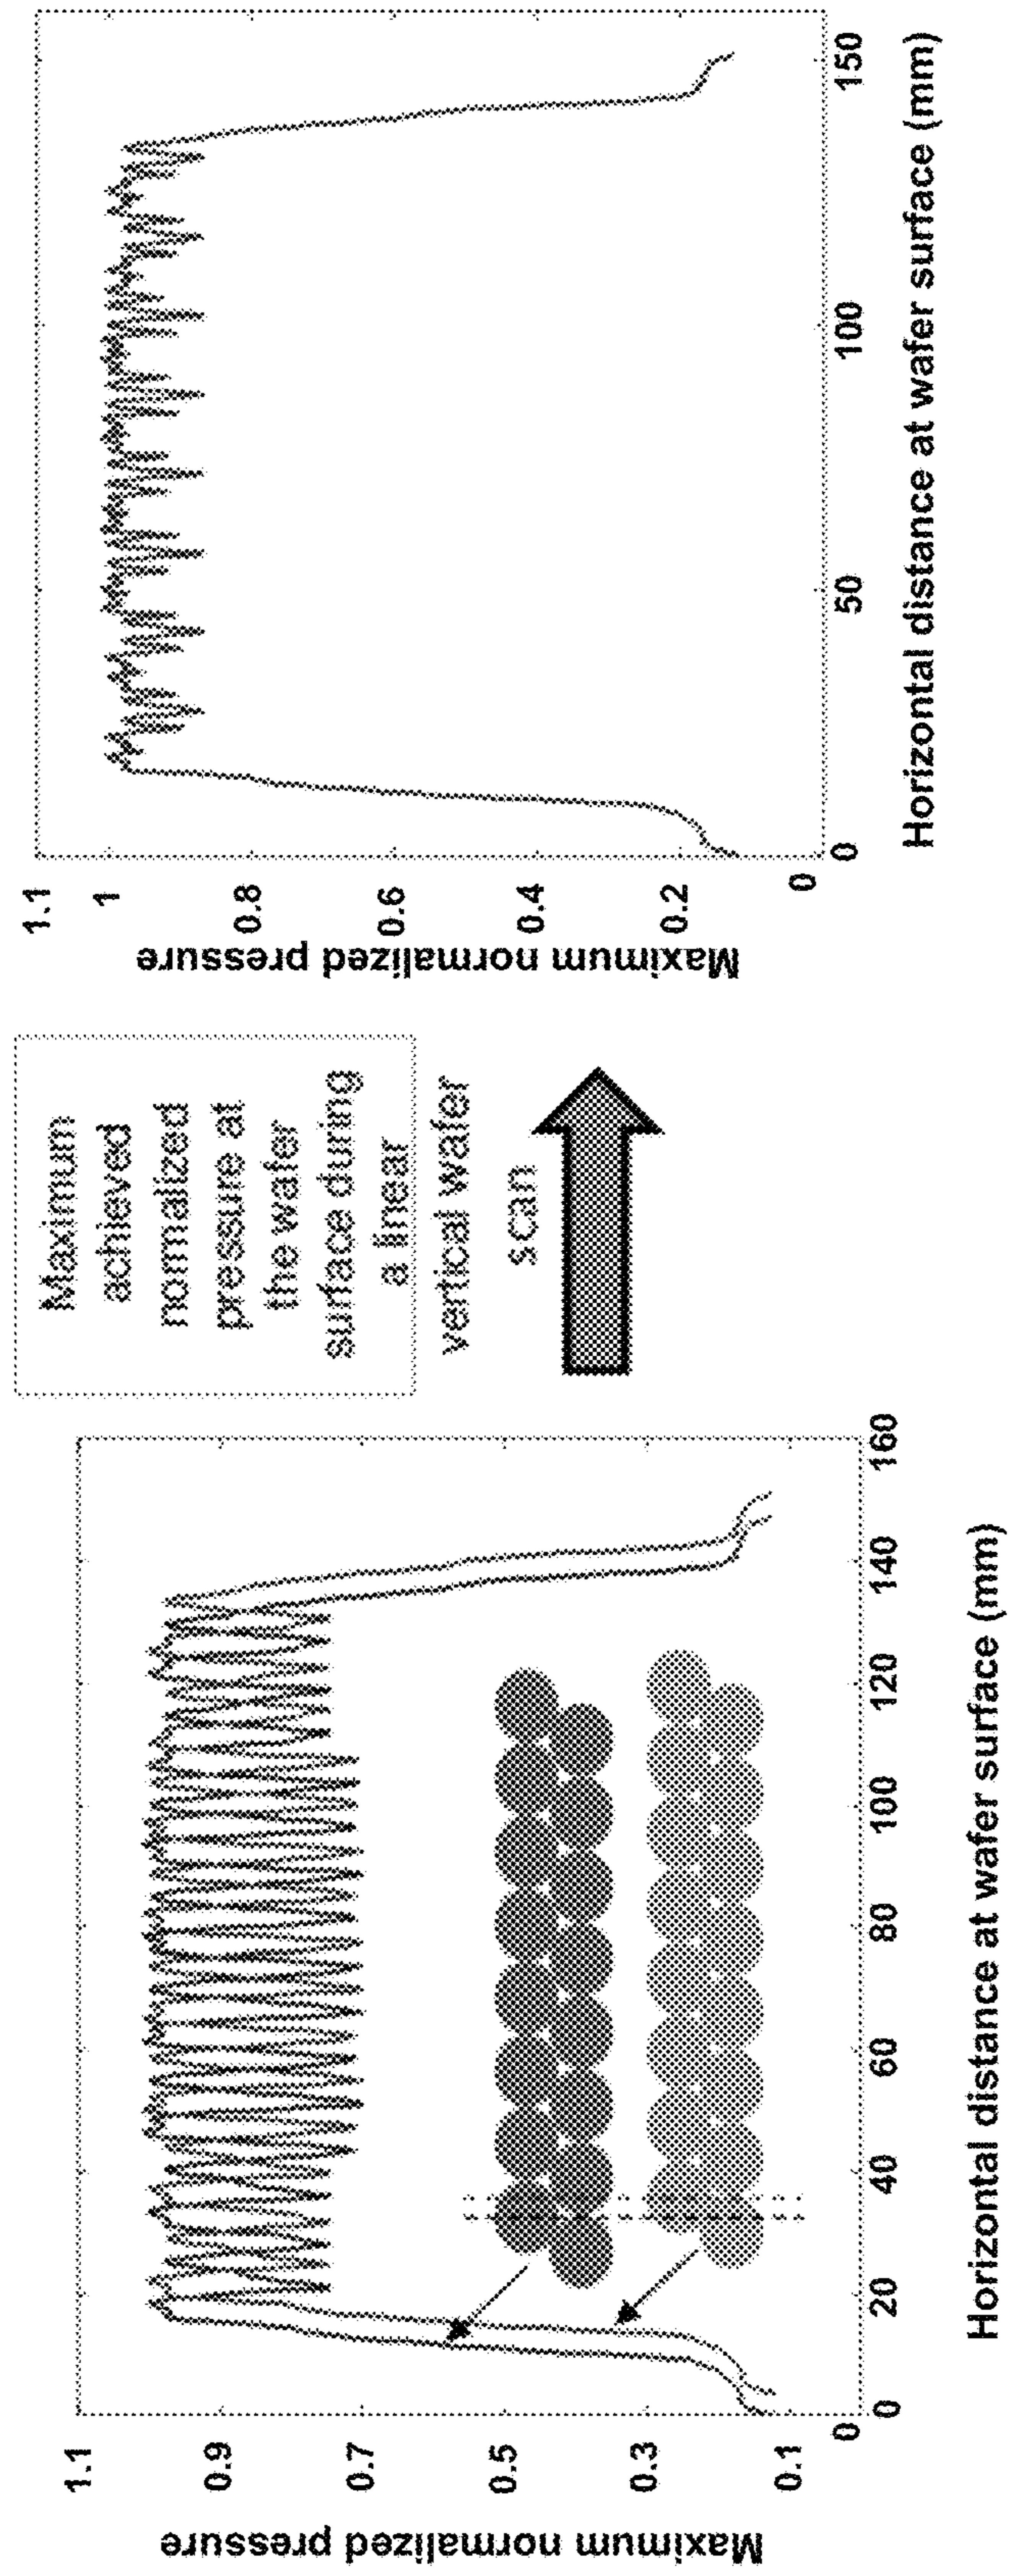 Maximum normalized pressure
1.1
0.9
0.7
0.5
0.3
0.1
0
0
20
40
60
80
100
120
140
160
Horizontal distance at wafer surface (mm)
Maximum
achieved
normalized
pressure at
the wafer
surface during
a linear
vertical wafer
scan
Maximum normalized pressure
1.1
1
0.8
0.6
0.4
0.2
0
0
50
100
150
Horizontal distance at wafer surface (mm)